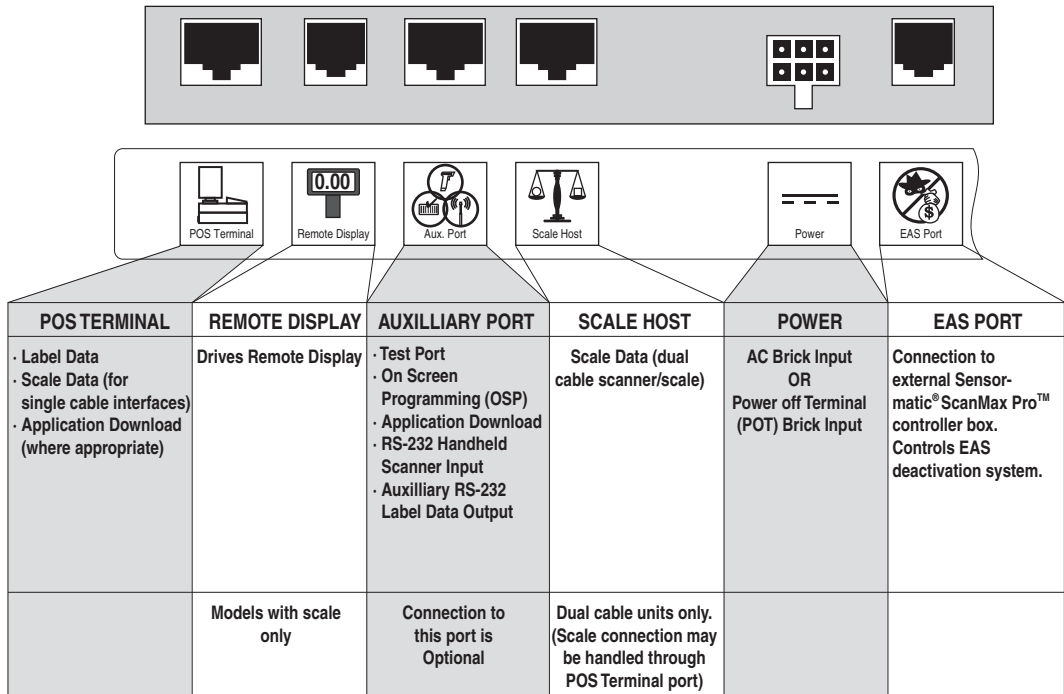 0.00
POS Terminal
Remote Display
Aux. Port
Scale Host
Power
$
EAS Port
POS TERMINAL
REMOTE DISPLAY
AUXILLIARY PORT
SCALE HOST
POWER
EAS PORT
· Label Data
· Scale Data (for
single cable interfaces)
· Application Download
(where appropriate)
Drives Remote Display
· Test Port
· On Screen
Programming (OSP)
· Application Download
· RS-232 Handheld
Scanner Input
· Auxilliary RS-232
Label Data Output
Scale Data (dual
cable scanner/scale)
AC Brick Input
OR
Power off Terminal
(POT) Brick Input
Connection to
external Sensor-
matic® ScanMax Pro™
controller box.
Controls EAS
deactivation system.
Models with scale
only
Connection to
this port is
Optional
Dual cable units only.
(Scale connection may
be handled through
POS Terminal port)